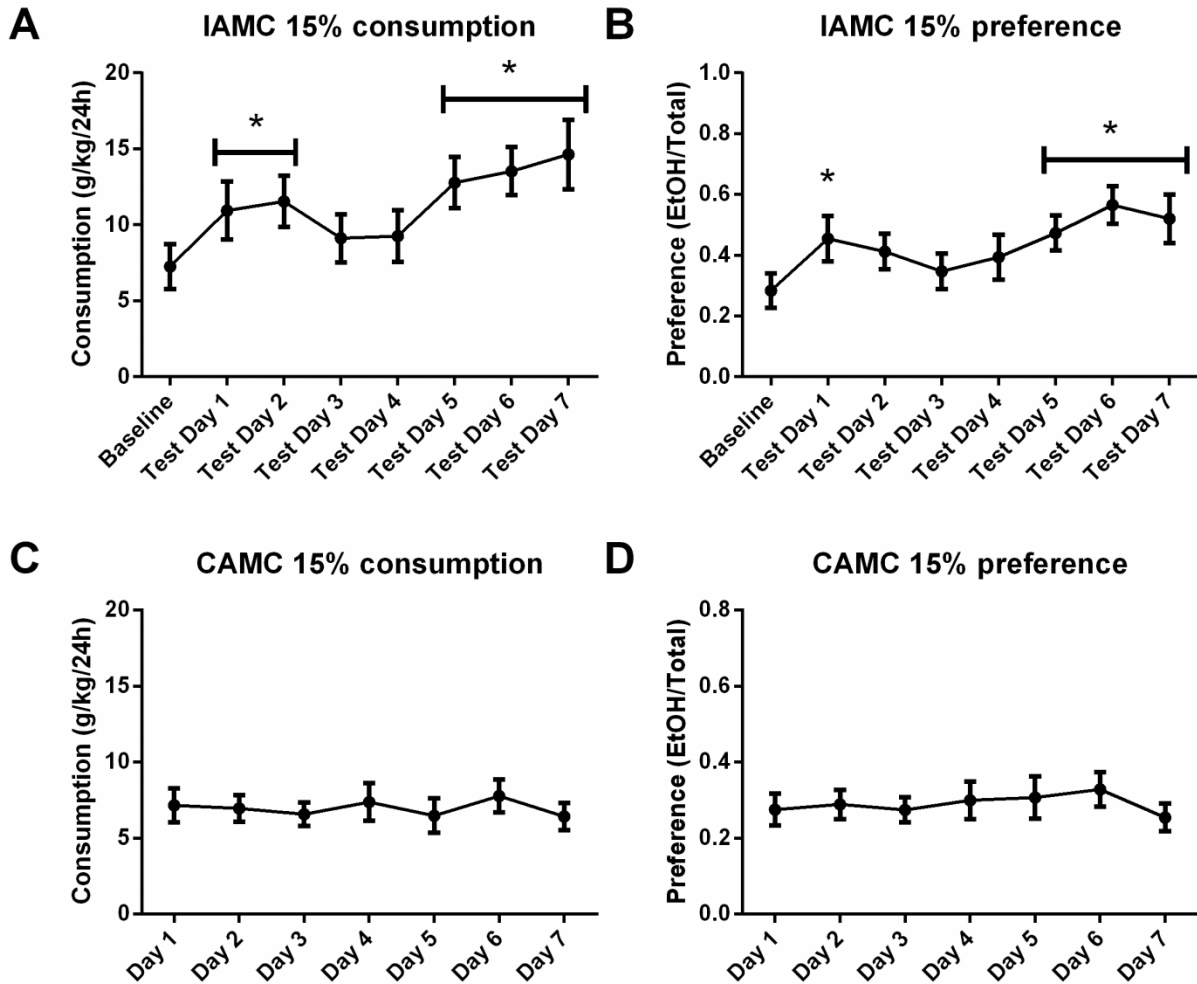 A
IAMC 15% consumption
Consumption (g/kg/24h)
20
15
10
5
0
*
*
Baseline
Test Day 1
Test Day 2
Test Day 3
Test Day 4
Test Day 5
Test Day 6
Test Day 7
B
IAMC 15% preference
Preference (EtOH/Total)
1.0
0.8
0.6
0.4
0.2
0.0
*
*
Baseline
Test Day 1
Test Day 2
Test Day 3
Test Day 4
Test Day 5
Test Day 6
Test Day 7
C
CAMC 15% consumption
Consumption (g/kg/24h)
20
15
10
5
0
Day 1
Day 2
Day 3
Day 4
Day 5
Day 6
Day 7
D
CAMC 15% preference
Preference (EtOH/Total)
0.8
0.6
0.4
0.2
0.0
Day 1
Day 2
Day 3
Day 4
Day 5
Day 6
Day 7